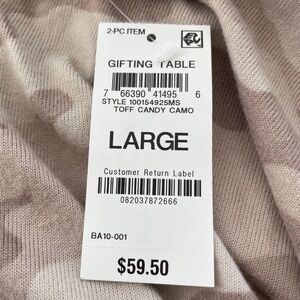 2-PC ITEM
GIFTING TABLE
7 66390 41495 6
STYLE 100154925MS
TOFF CANDY CAMO
LARGE
Customer Return Label
082037872666
BA10-001
$59.50